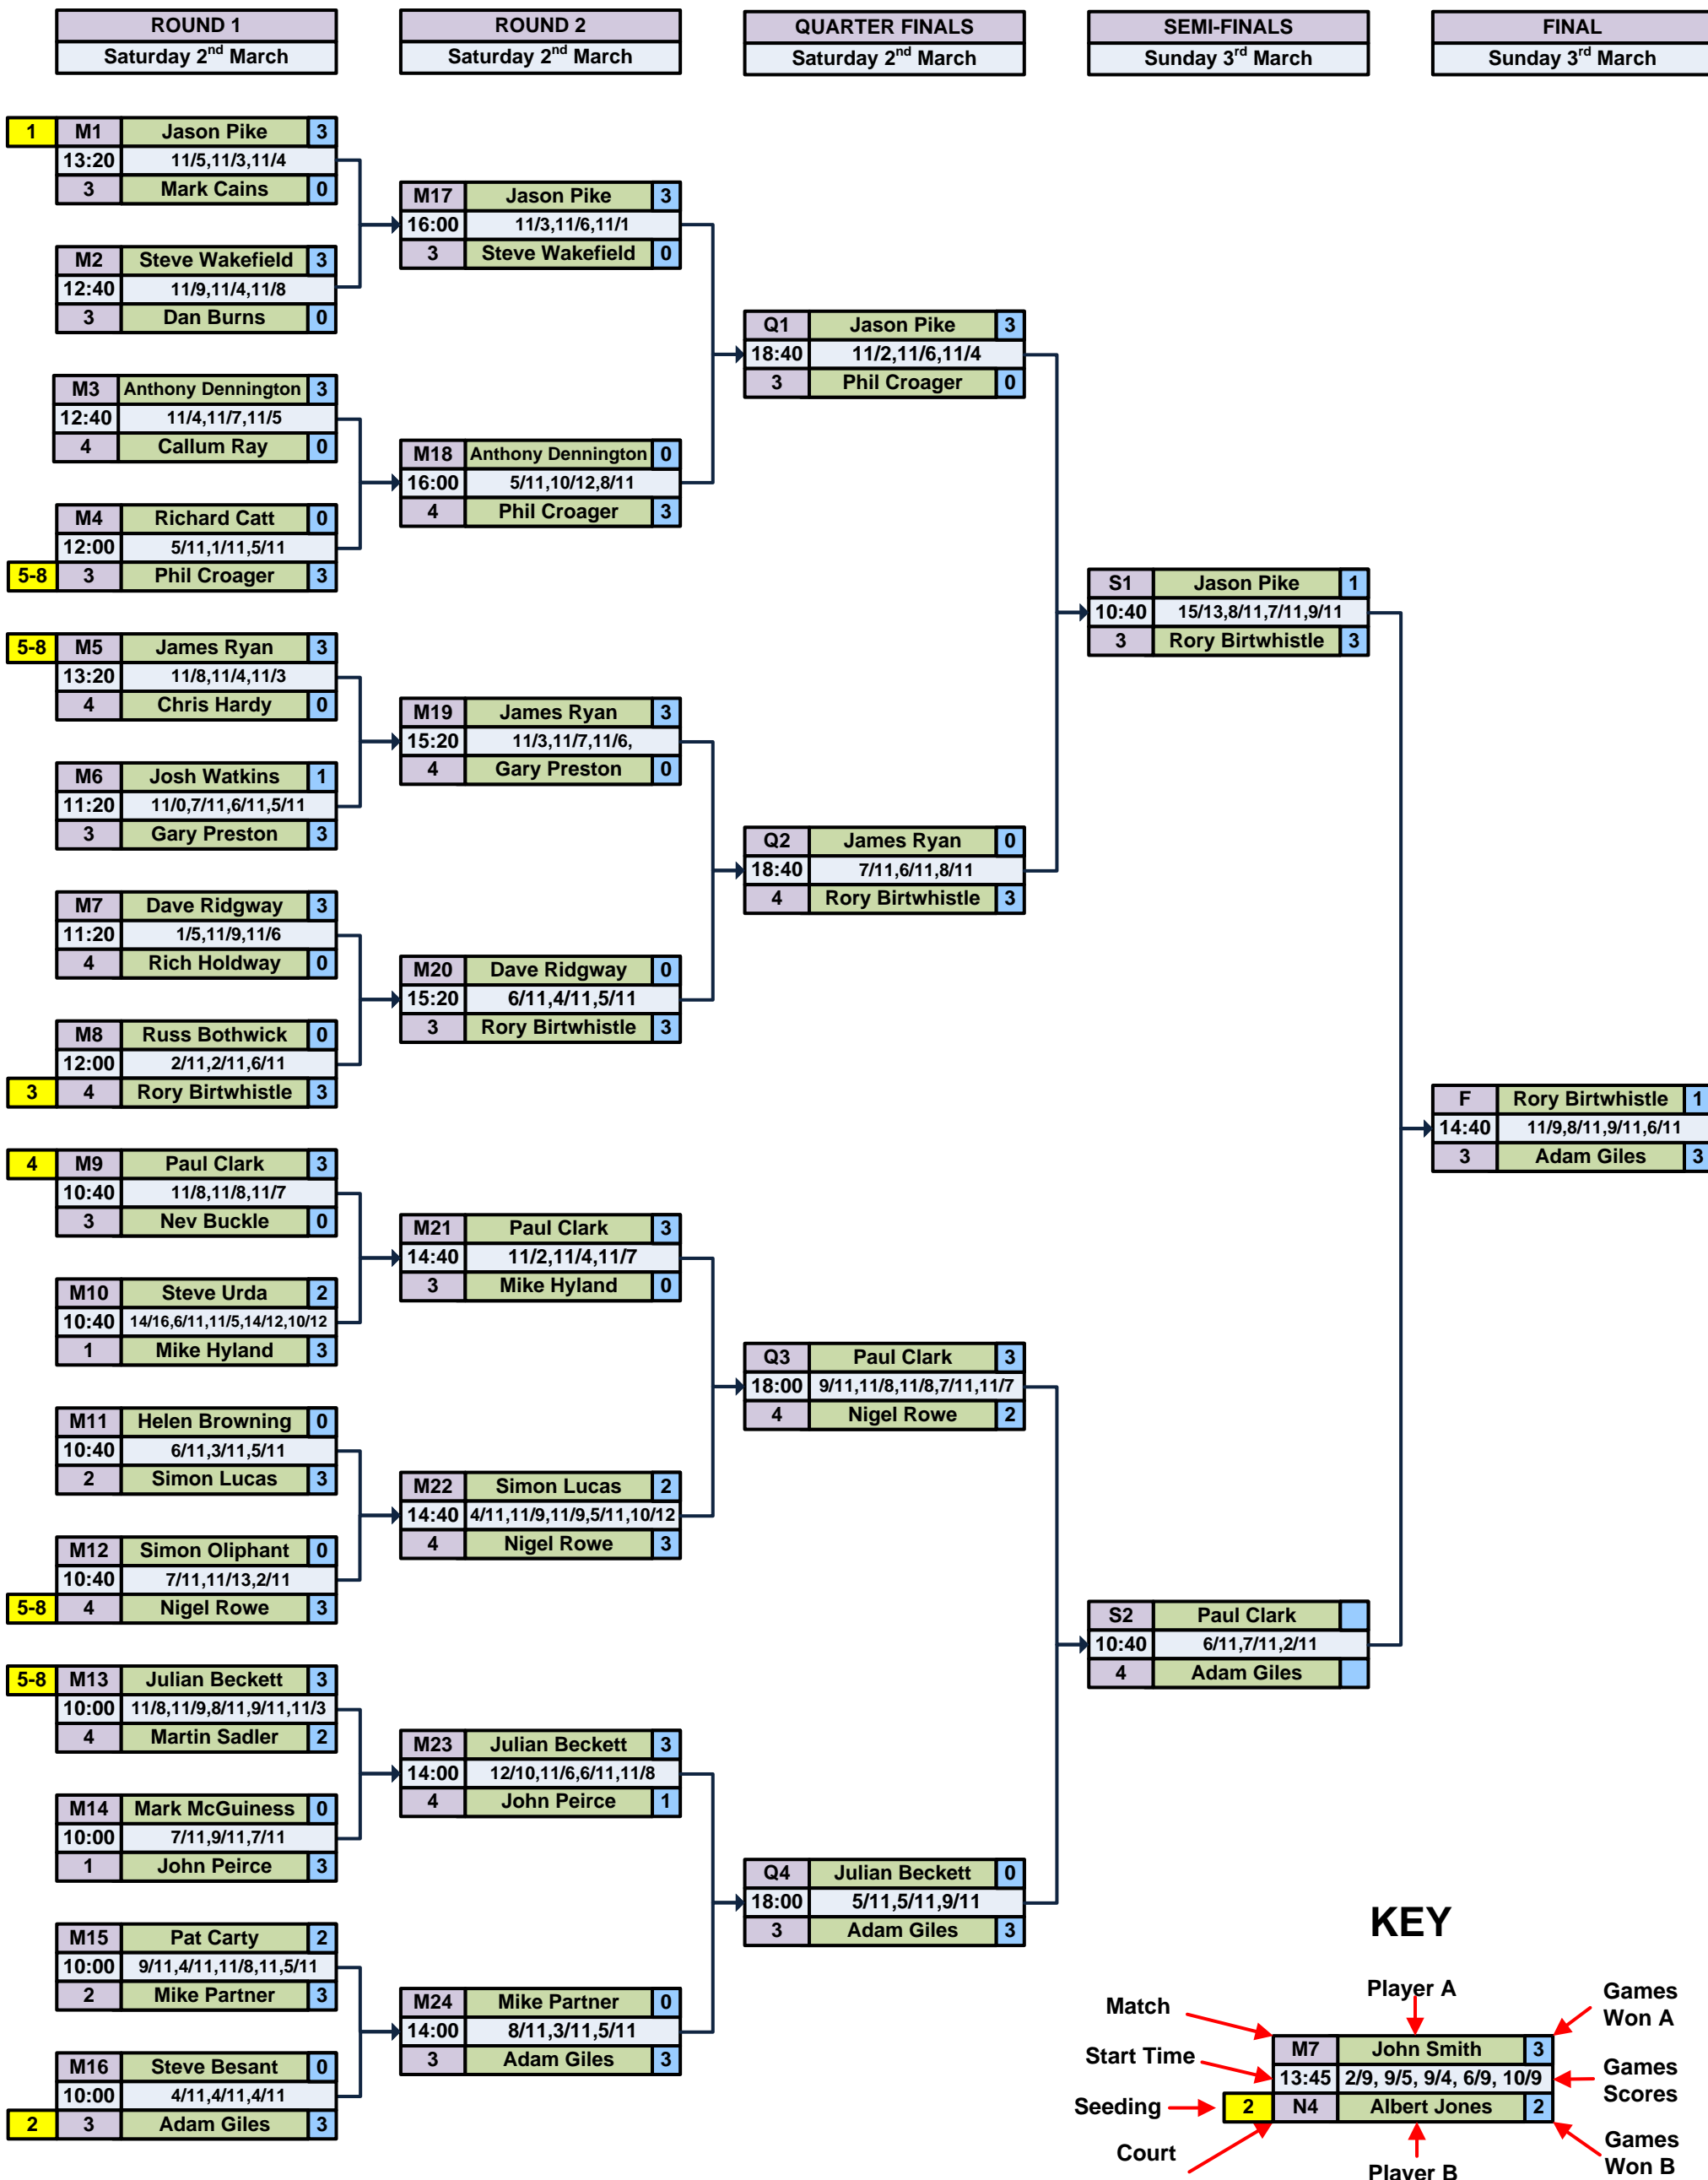 ROUND 1
Saturday 2nd March
ROUND 2
Saturday 2nd March
QUARTER FINALS
Saturday 2nd March
SEMI-FINALS
Sunday 3rd March
FINAL
Sunday 3rd March
1 M1 Jason Pike 3
13:20 11/5,11/3,11/4
3 Mark Cains 0
M2 Steve Wakefield 3
12:40 11/9,11/4,11/8
3 Dan Burns 0
M3 Anthony Dennington 3
12:40 11/4,11/7,11/5
4 Callum Ray 0
M4 Richard Catt 0
12:00 5/11,1/11,5/11
5-8 3 Phil Croager 3
5-8 M5 James Ryan 3
13:20 11/8,11/4,11/3
4 Chris Hardy 0
M6 Josh Watkins 1
11:20 11/0,7/11,6/11,5/11
3 Gary Preston 3
M7 Dave Ridgway 3
11:20 1/5,11/9,11/6
4 Rich Holdway 0
M8 Russ Bothwick 0
12:00 2/11,2/11,6/11
3 4 Rory Birtwhistle 3
4 M9 Paul Clark 3
10:40 11/8,11/8,11/7
3 Nev Buckle 0
M10 Steve Urda 2
10:40 14/16,6/11,11/5,14/12,10/12
1 Mike Hyland 3
M11 Helen Browning 0
10:40 6/11,3/11,5/11
2 Simon Lucas 3
M12 Simon Oliphant 0
10:40 7/11,11/13,2/11
5-8 4 Nigel Rowe 3
5-8 M13 Julian Beckett 3
10:00 11/8,11/9,8/11,9/11,11/3
4 Martin Sadler 2
M14 Mark McGuiness 0
10:00 7/11,9/11,7/11
1 John Peirce 3
M15 Pat Carty 2
10:00 9/11,4/11,11/8,11,5/11
2 Mike Partner 3
M16 Steve Besant 0
10:00 4/11,4/11,4/11
2 3 Adam Giles 3
M17 Jason Pike 3
16:00 11/3,11/6,11/1
3 Steve Wakefield 0
M18 Anthony Dennington 0
16:00 5/11,10/12,8/11
4 Phil Croager 3
M19 James Ryan 3
15:20 11/3,11/7,11/6,
4 Gary Preston 0
M20 Dave Ridgway 0
15:20 6/11,4/11,5/11
3 Rory Birtwhistle 3
M21 Paul Clark 3
14:40 11/2,11/4,11/7
3 Mike Hyland 0
M22 Simon Lucas 2
14:40 4/11,11/9,11/9,5/11,10/12
4 Nigel Rowe 3
M23 Julian Beckett 3
14:00 12/10,11/6,6/11,11/8
4 John Peirce 1
M24 Mike Partner 0
14:00 8/11,3/11,5/11
3 Adam Giles 3
Q1 Jason Pike 3
18:40 11/2,11/6,11/4
3 Phil Croager 0
Q2 James Ryan 0
18:40 7/11,6/11,8/11
4 Rory Birtwhistle 3
Q3 Paul Clark 3
18:00 9/11,11/8,11/8,7/11,11/7
4 Nigel Rowe 2
Q4 Julian Beckett 0
18:00 5/11,5/11,9/11
3 Adam Giles 3
S1 Jason Pike 1
10:40 15/13,8/11,7/11,9/11
3 Rory Birtwhistle 3
S2 Paul Clark
10:40 6/11,7/11,2/11
4 Adam Giles
F Rory Birtwhistle 1
14:40 11/9,8/11,9/11,6/11
3 Adam Giles 3
KEY
Match
Player A
Games
Won A
Start Time
M7 John Smith 3
13:45 2/9, 9/5, 9/4, 6/9, 10/9
Games
Scores
Seeding
2 N4 Albert Jones 2
Court
Player B
Games
Won B